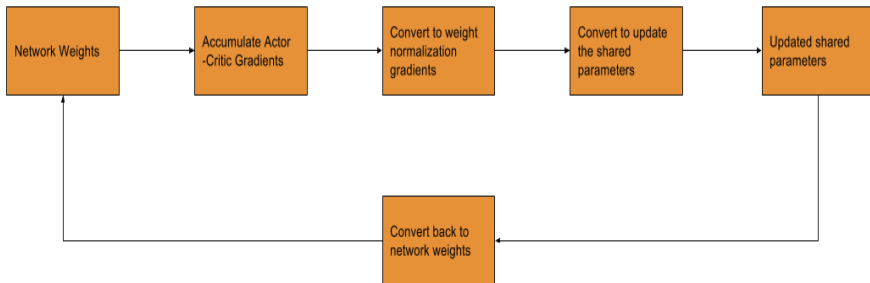 Network Weights
Accumulate Actor
-Critic Gradients
Convert to weight
normalization
gradients
Convert to update
the shared
parameters
Updated shared
parameters
Convert back to
network weights